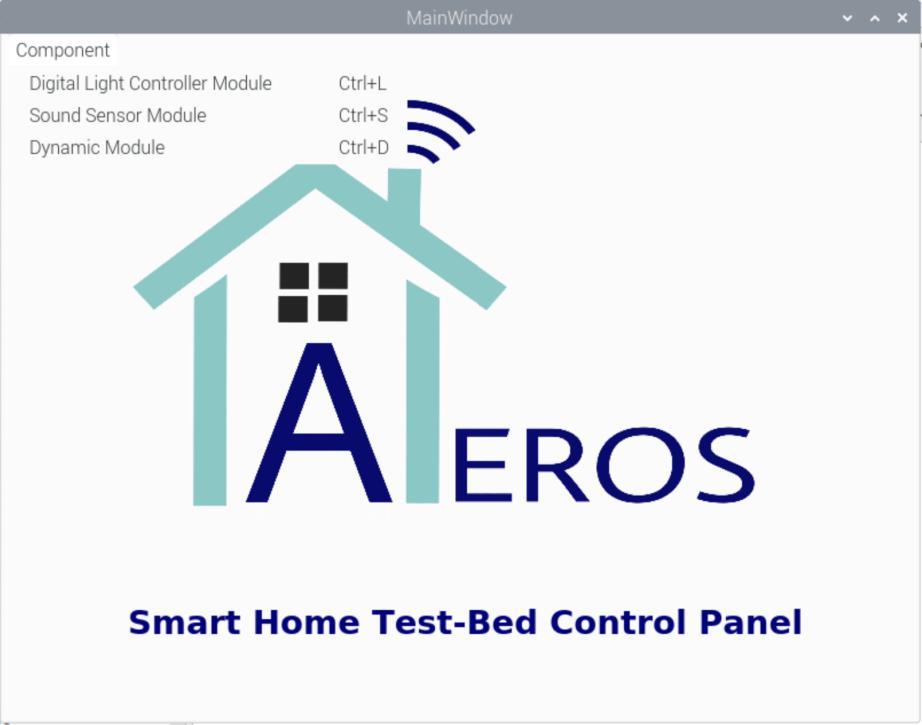 MainWindow
Component
Digital Light Controller Module Ctrl+L
Sound Sensor Module Ctrl+S
Dynamic Module Ctrl+D
AEROS
Smart Home Test-Bed Control Panel